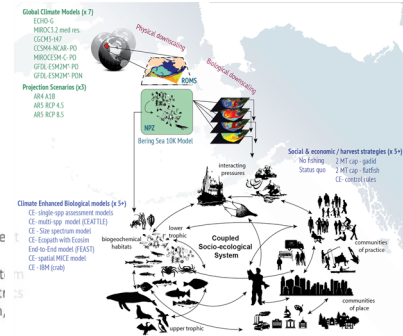 Global Climate Models (x 7)
ECHO-G
MIROC3.2 med res.
CGCM3-t47
CCSM4-NCAR-PO
MIROCESM-C-PO
GFDL-ESM2M*-PO
GFDL-ESM2M*-PON
Projection Scenarios (x3)
AR4 A1B
AR5 RCP 4.5
AR5 RCP 8.5
Physical downscaling
Biological downscaling
ROMS
NPZ
Bering Sea 10K Model
Social & economic / harvest strategies (x 5+)
No fishing
Status quo
2 MT cap - gadid
2 MT cap - flatfish
CE- control rules
Climate Enhanced Biological models (x 5+)
CE- single-spp assessment models
CE- multi-spp model (CEATTLE)
CE - Size spectrum model
CE-Ecopath with Ecosim
End-to-End model (FEAST)
CE- spatial MICE model
CE - IBM (crab)
interacting
pressures
lower
trophic
biogeochemical
habitats
Coupled
Socio-ecological
System
communities
of practice
communities
of place
upper trophic